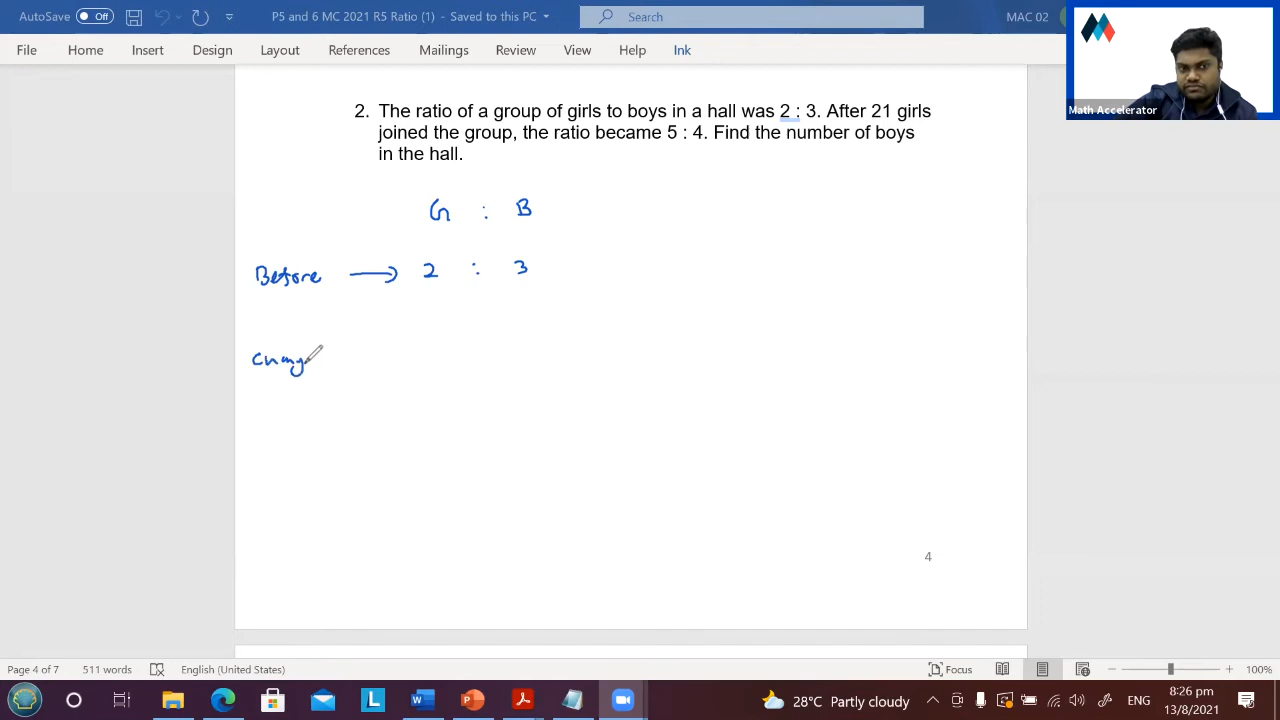 AutoSave Off P5 and 6 MC 2021 R5 Ratio (1) - Saved to this PC Search MAC 02
File Home Insert Design Layout References Mailings Review View Help Ink
Math Accelerator
2. The ratio of a group of girls to boys in a hall was 2 : 3. After 21 girls
joined the group, the ratio became 5 : 4. Find the number of boys
in the hall.
G : B
Before → 2 : 3
Chang
4
Page 4 of 7 511 words English (United States) Focus 100%
28°C Partly cloudy ENG 8:26 pm
13/8/2021